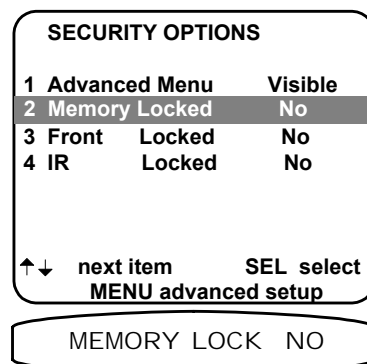 SECURITY OPTIONS
1 Advanced Menu Visible
2 Memory Locked No
3 Front Locked No
4 IR Locked No
↑↓ next item SEL select
MENU advanced setup
MEMORY LOCK NO